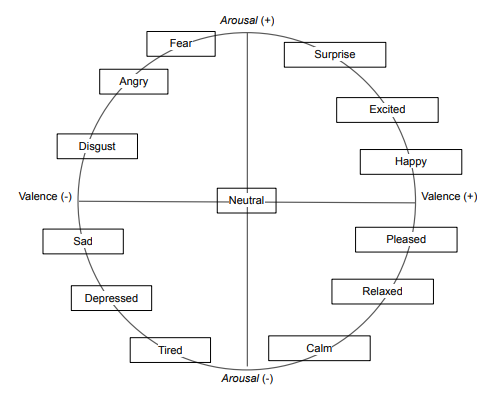 Arousal (+)
Fear
Surprise
Angry
Excited
Disgust
Happy
Valence (-)
Neutral
Valence (+)
Sad
Pleased
Depressed
Relaxed
Tired
Calm
Arousal (-)